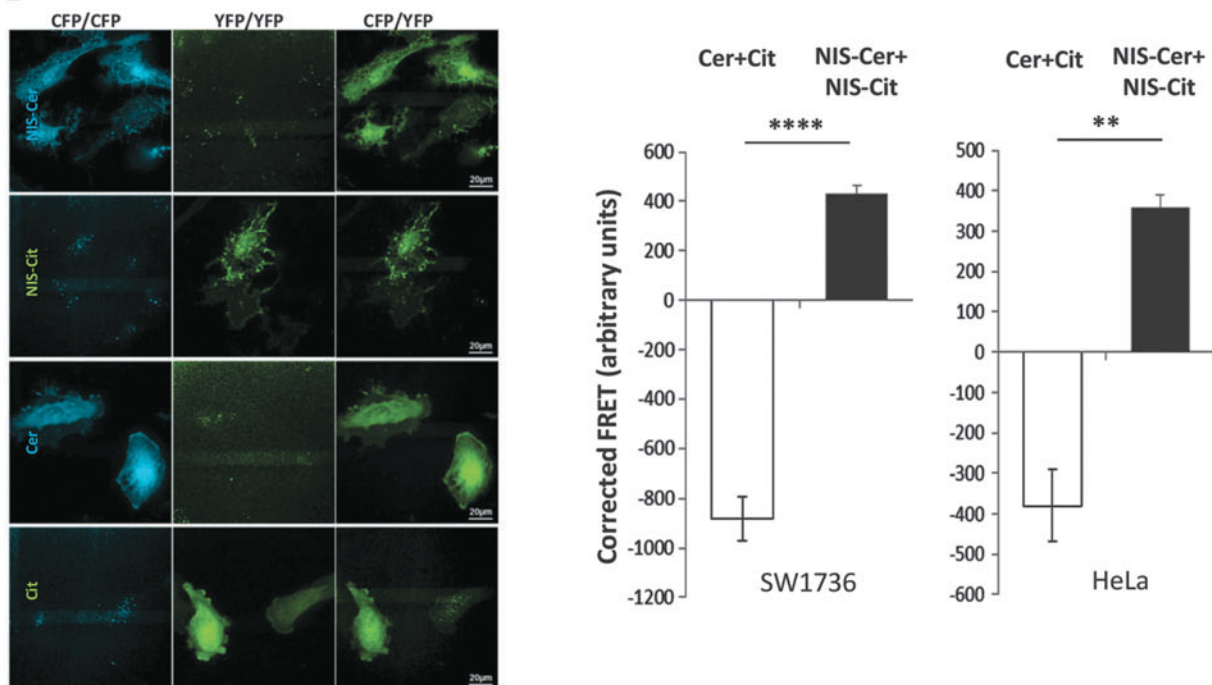 CFP/CFP
YFP/YFP
CFP/YFP
NIS-Cer
20μm
NIS-Cit
20μm
Cer
20μm
Cit
20μm
Cer+Cit
NIS-Cer+
NIS-Cit
****
Corrected FRET (arbitrary units)
600
400
200
0
-200
-400
-600
-800
-1000
-1200
SW1736
Cer+Cit
NIS-Cer+
NIS-Cit
**
500
400
300
200
100
0
-100
-200
-300
-400
-500
-600
HeLa